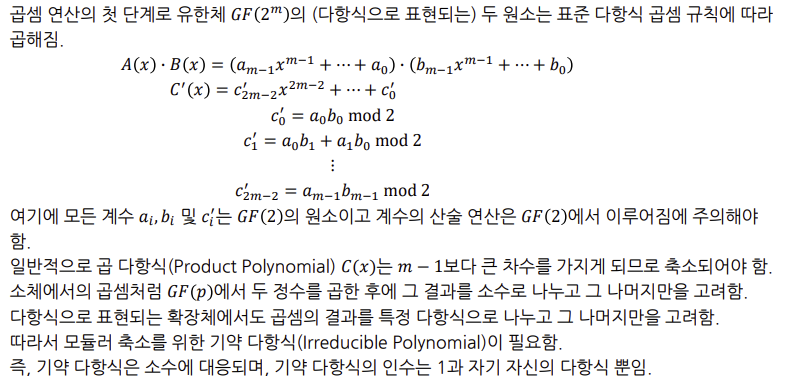 곱셈 연산의 첫 단계로 유한체 𝐺𝐹(2ᵐ)의 (다항식으로 표현되는) 두 원소는 표준 다항식 곱셈 규칙에 따라
곱해짐.
A(x) · B(x) = (a_{m−1}x^{m−1} + ⋯ + a_0) · (b_{m−1}x^{m−1} + ⋯ + b_0)
C′(x) = c′_{2m−2}x^{2m−2} + ⋯ + c′_0
c′_0 = a_0b_0 mod 2
c′_1 = a_0b_1 + a_1b_0 mod 2
⋮
c′_{2m−2} = a_{m−1}b_{m−1} mod 2
여기에 모든 계수 a_i, b_i 및 c′_i는 GF(2)의 원소이고 계수의 산술 연산은 GF(2)에서 이루어짐에 주의해야
함.
일반적으로 곱 다항식(Product Polynomial) C(x)는 m − 1보다 큰 차수를 가지게 되므로 축소되어야 함.
소체에서의 곱셈처럼 GF(p)에서 두 정수를 곱한 후에 그 결과를 소수로 나누고 그 나머지만을 고려함.
다항식으로 표현되는 확장체에서도 곱셈의 결과를 특정 다항식으로 나누고 그 나머지만을 고려함.
따라서 모듈러 축소를 위한 기약 다항식(Irreducible Polynomial)이 필요함.
즉, 기약 다항식은 소수에 대응되며, 기약 다항식의 인수는 1과 자기 자신의 다항식 뿐임.